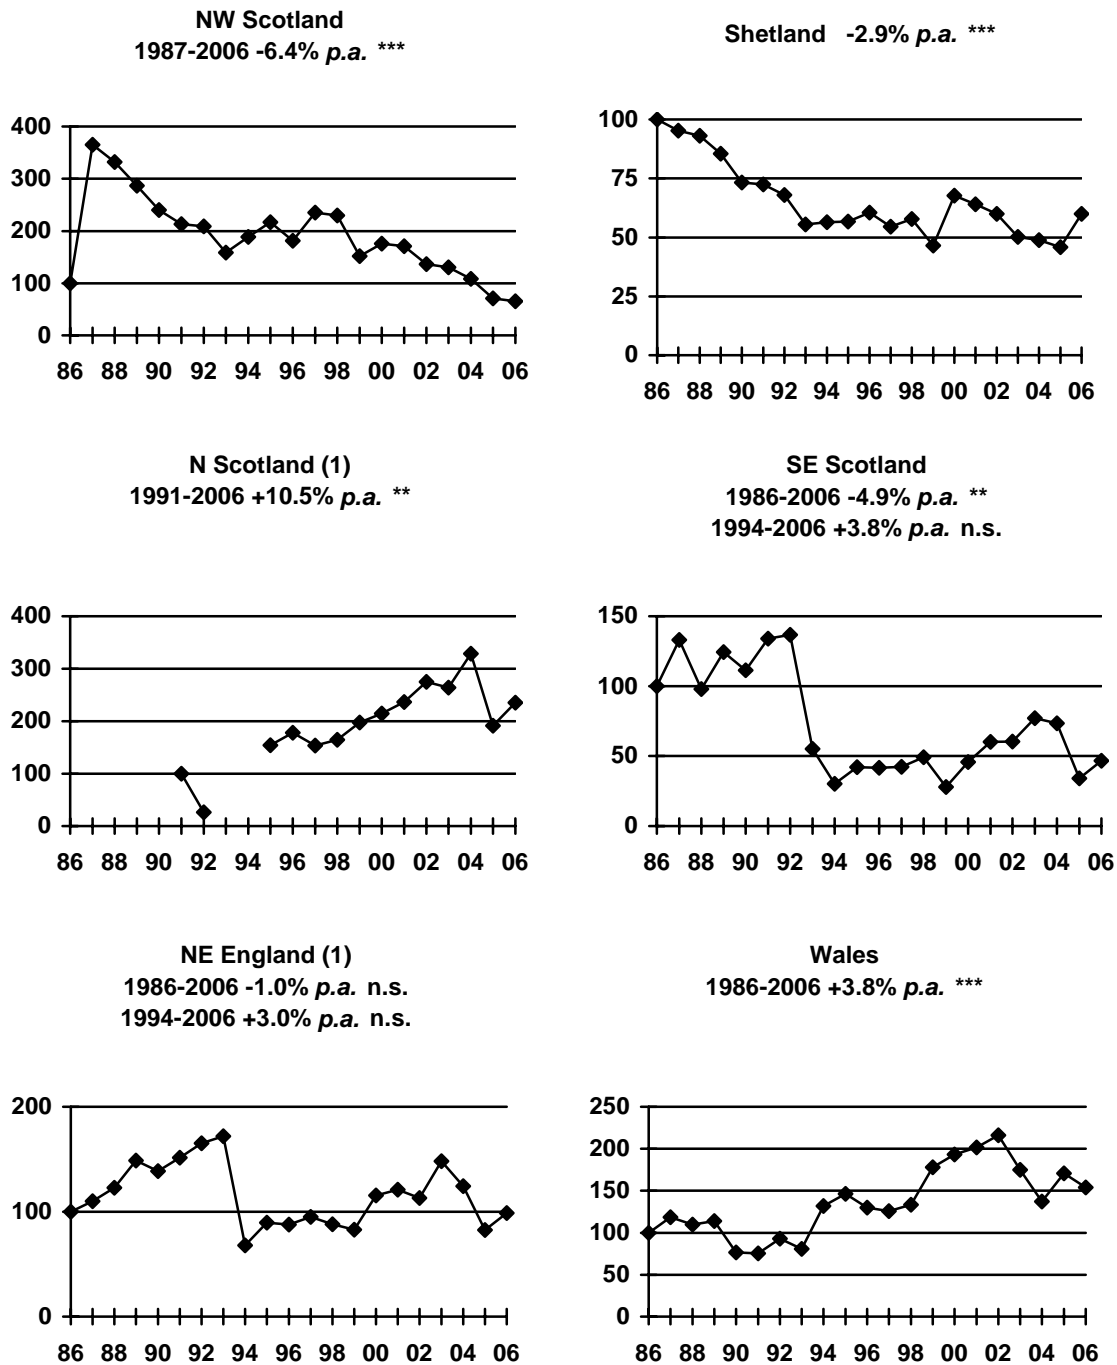 NW Scotland
1987-2006 -6.4% p.a. ***
400
300
200
100
0
86 88 90 92 94 96 98 00 02 04 06
Shetland -2.9% p.a. ***
100
75
50
25
0
86 88 90 92 94 96 98 00 02 04 06
N Scotland (1)
1991-2006 +10.5% p.a. **
400
300
200
100
0
86 88 90 92 94 96 98 00 02 04 06
SE Scotland
1986-2006 -4.9% p.a. **
1994-2006 +3.8% p.a. n.s.
150
100
50
0
86 88 90 92 94 96 98 00 02 04 06
NE England (1)
1986-2006 -1.0% p.a. n.s.
1994-2006 +3.0% p.a. n.s.
200
100
0
86 88 90 92 94 96 98 00 02 04 06
Wales
1986-2006 +3.8% p.a. ***
250
200
150
100
50
0
86 88 90 92 94 96 98 00 02 04 06